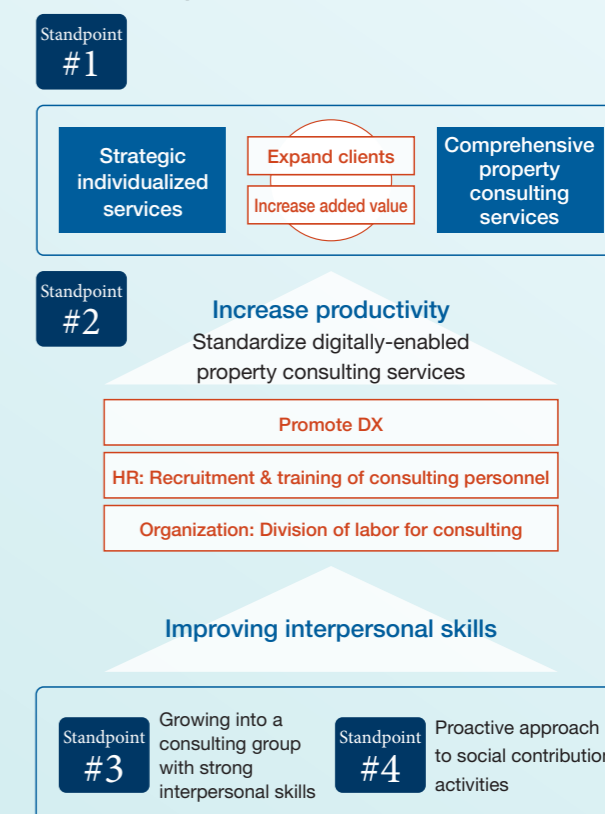 Standpoint
#1
Strategic
individualized
services
Expand clients
Increase added value
Comprehensive
property
consulting
services
Standpoint
#2
Increase productivity
Standardize digitally-enabled
property consulting services
Promote DX
HR: Recruitment & training of consulting personnel
Organization: Division of labor for consulting
Improving interpersonal skills
Standpoint
#3
Growing into a
consulting group
with strong
interpersonal skills
Standpoint
#4
Proactive approach
to social contribution
activities